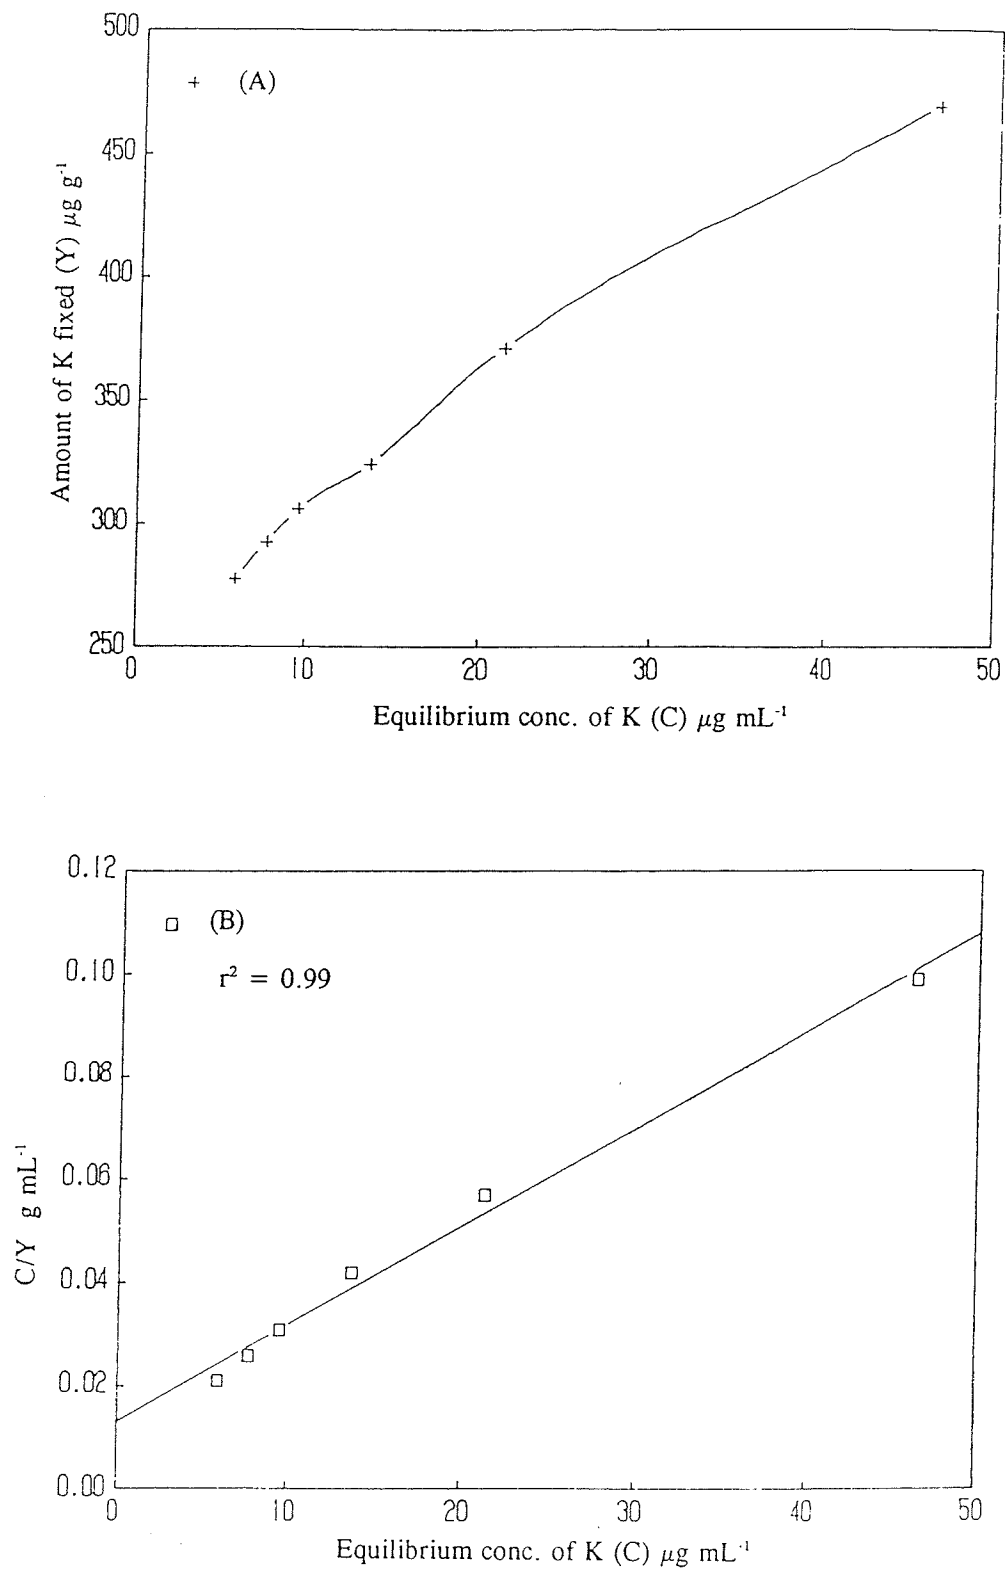 500
+ (A)
450
400
350
300
250
Amount of K fixed (Y) μg g⁻¹
0 10 20 30 40 50
Equilibrium conc. of K (C) μg mL⁻¹
0.12
(B)
r² = 0.99
0.10
0.08
0.06
0.04
0.02
0.00
C/Y g mL⁻¹
0 10 20 30 40 50
Equilibrium conc. of K (C) μg mL⁻¹